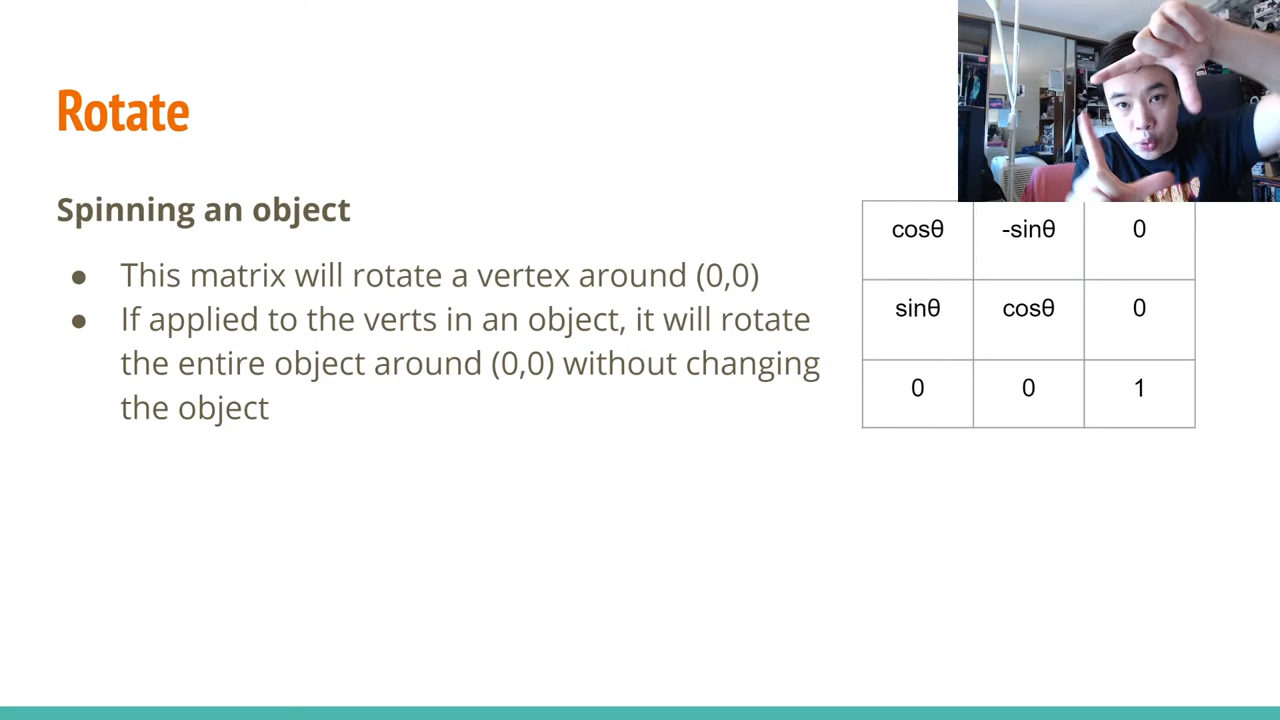 Rotate
Spinning an object
● This matrix will rotate a vertex around (0,0)
● If applied to the verts in an object, it will rotate
the entire object around (0,0) without changing
the object
cosθ -sinθ 0
sinθ cosθ 0
0 0 1